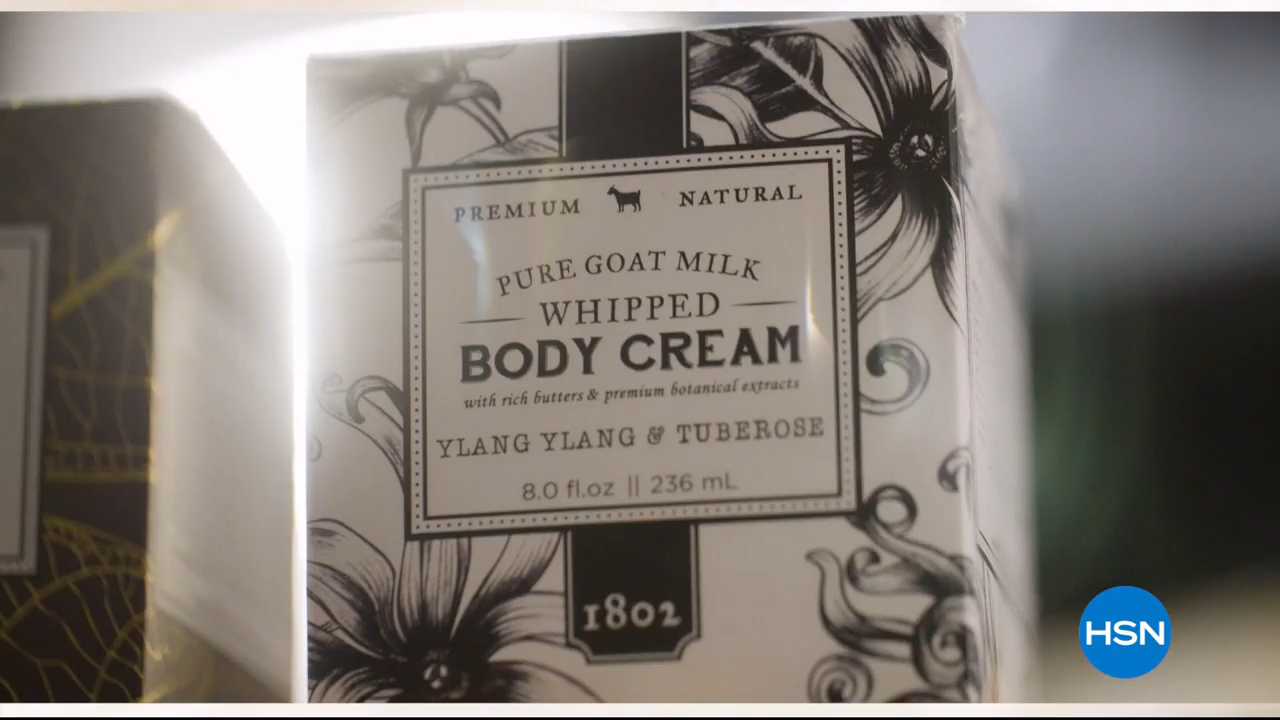 PREMIUM NATURAL
PURE GOAT MILK
WHIPPED
BODY CREAM
with rich butters & premium botanical extracts
YLANG YLANG & TUBEROSE
8.0 fl.oz || 236 mL
1802
HSN